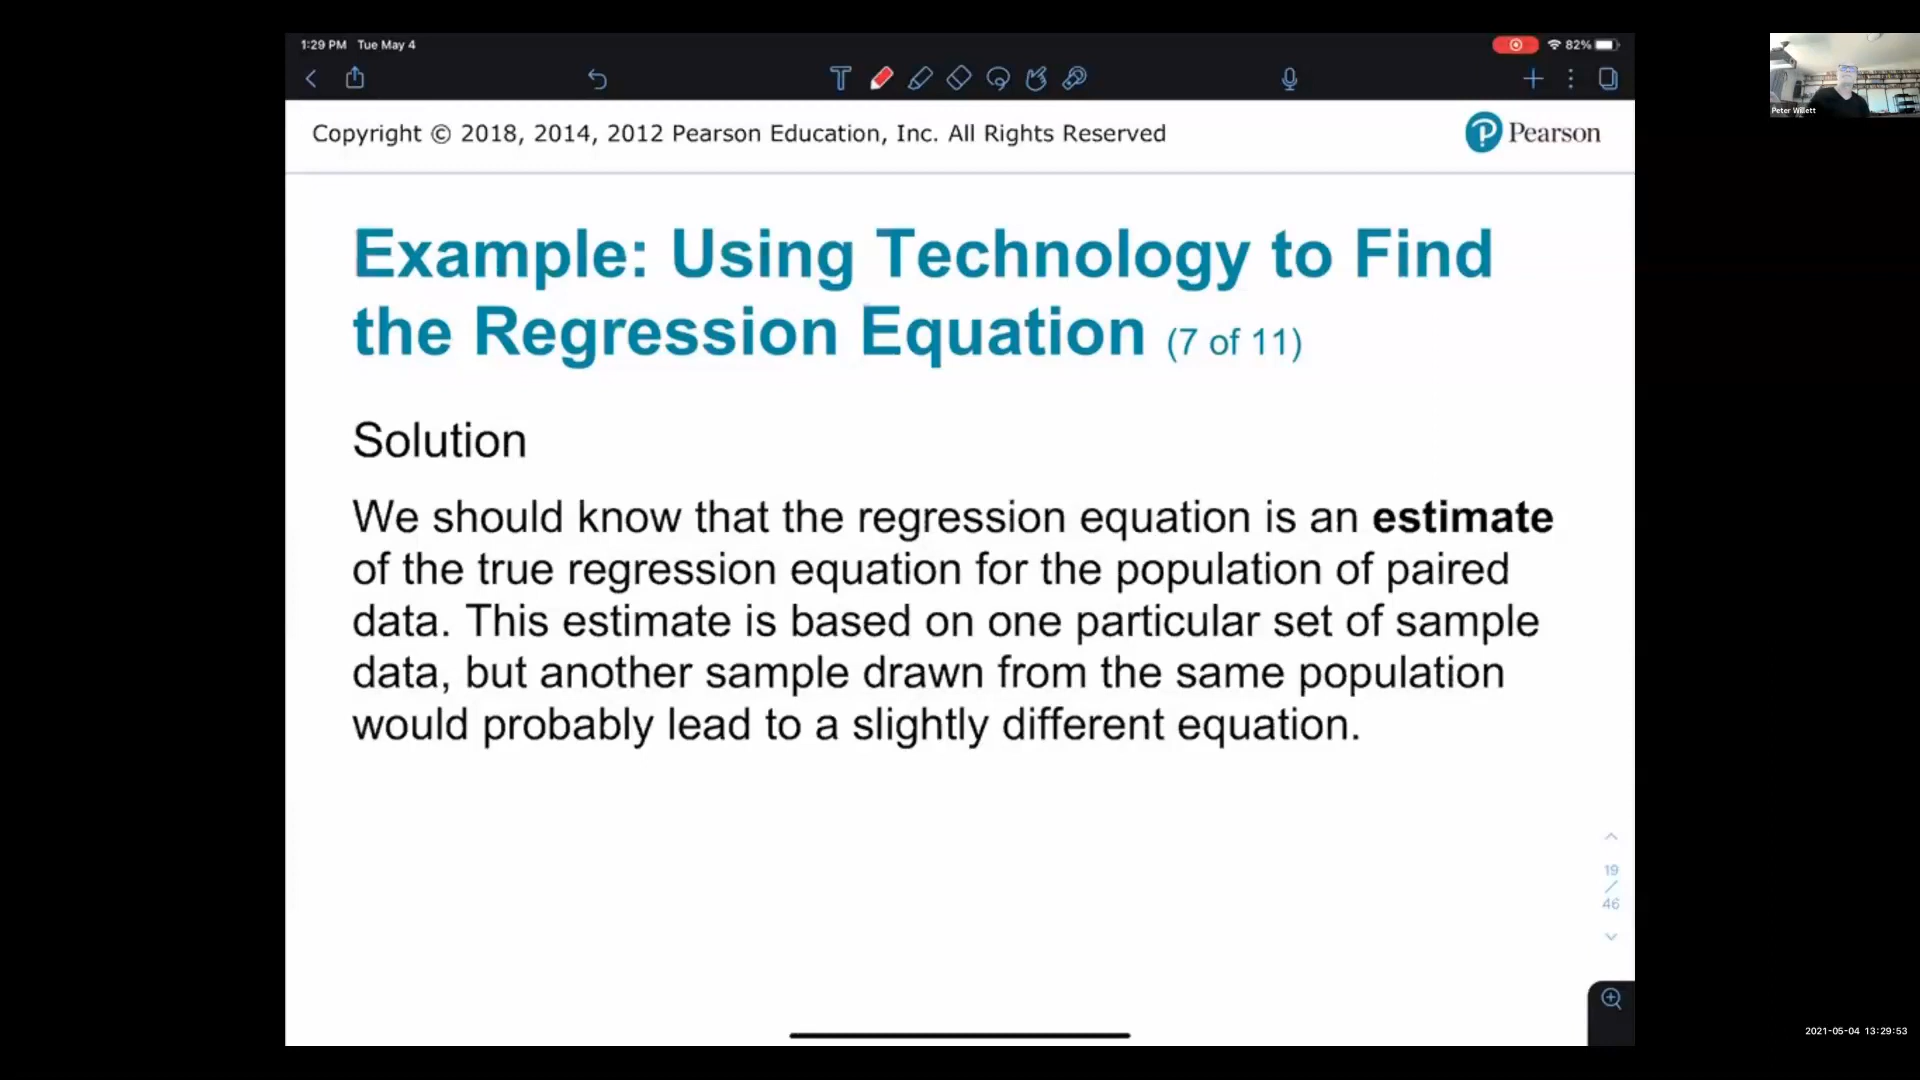 1:29 PM Tue May 4
82%
Copyright © 2018, 2014, 2012 Pearson Education, Inc. All Rights Reserved
Pearson
Example: Using Technology to Find
the Regression Equation (7 of 11)
Solution
We should know that the regression equation is an estimate
of the true regression equation for the population of paired
data. This estimate is based on one particular set of sample
data, but another sample drawn from the same population
would probably lead to a slightly different equation.
19
/
46
Peter Willett
2021-05-04 13:29:53